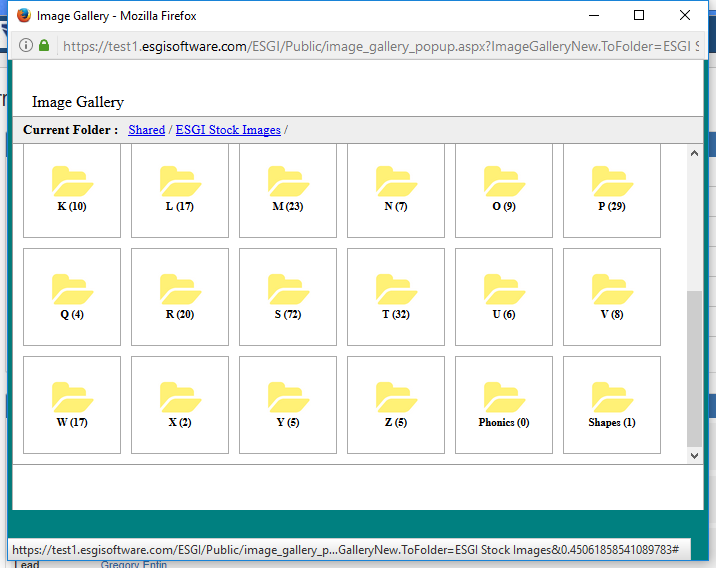 Image Gallery - Mozilla Firefox
https://test1.esgisoftware.com/ESGI/Public/image_gallery_popup.aspx?ImageGalleryNew.ToFolder=ESGI S
Image Gallery
Current Folder : Shared / ESGI Stock Images /
K (10) L (17) M (23) N (7) O (9) P (29)
Q (4) R (20) S (72) T (32) U (6) V (8)
W (17) X (2) Y (5) Z (5) Phonics (0) Shapes (1)
https://test1.esgisoftware.com/ESGI/Public/image_gallery_p...GalleryNew.ToFolder=ESGI Stock Images&0.45061858541089783#
Lead Gregory Entin